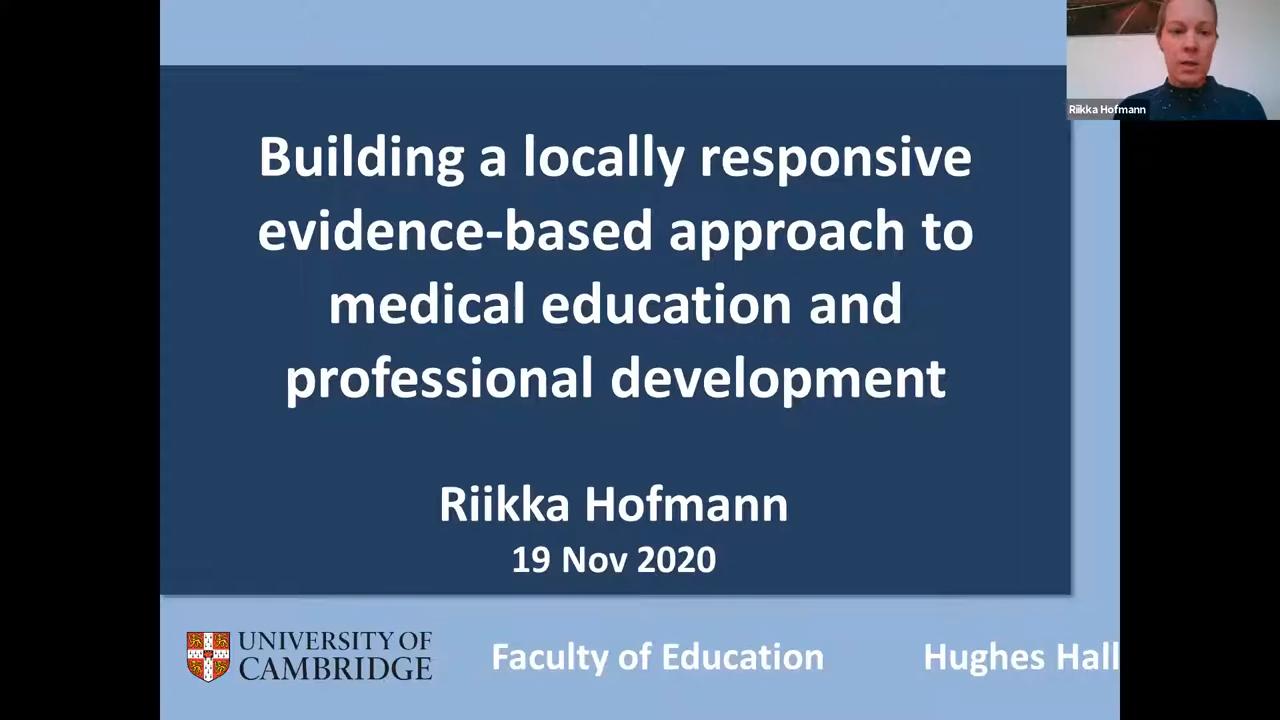 Riikka Hofmann
Building a locally responsive
evidence-based approach to
medical education and
professional development
Riikka Hofmann
19 Nov 2020
UNIVERSITY OF
CAMBRIDGE
Faculty of Education
Hughes Hall